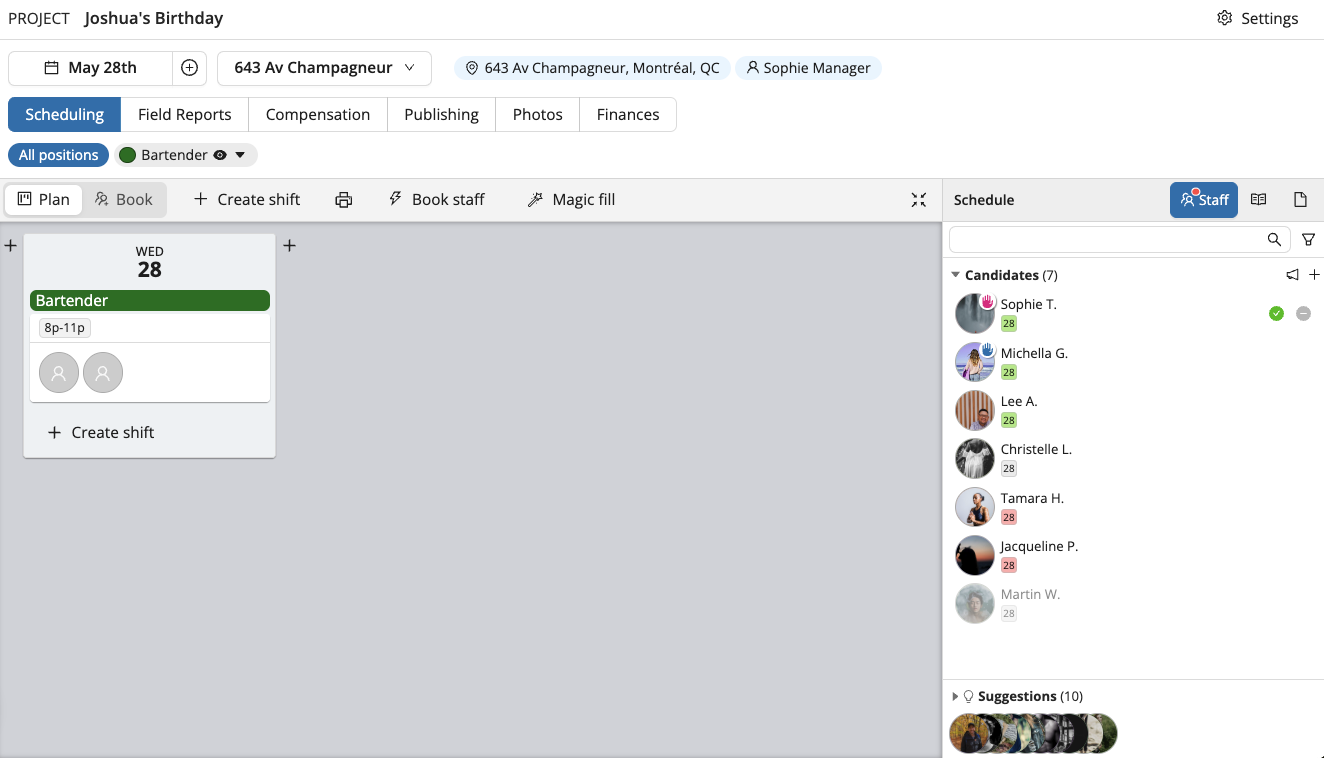 PROJECT Joshua's Birthday
Settings
May 28th
643 Av Champagneur
643 Av Champagneur, Montréal, QC
Sophie Manager
Scheduling
Field Reports
Compensation
Publishing
Photos
Finances
All positions
Bartender
Plan
Book
Create shift
Book staff
Magic fill
WED
28
Bartender
8p-11p
Create shift
Schedule
Staff
Candidates (7)
Sophie T.
28
Michella G.
28
Lee A.
28
Christelle L.
28
Tamara H.
28
Jacqueline P.
28
Martin W.
28
Suggestions (10)